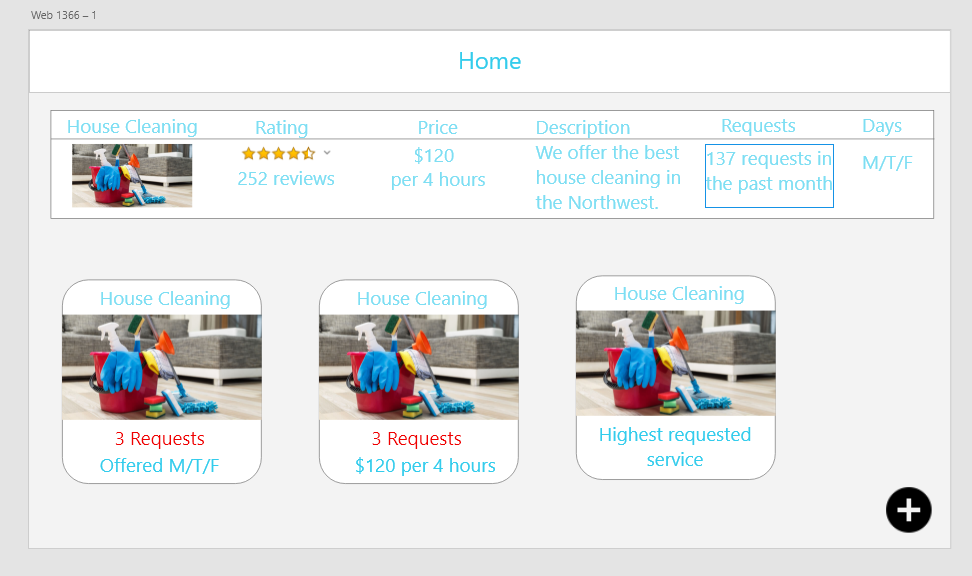 Web 1366 – 1
Home
House Cleaning
Rating
Price
Description
Requests
Days
252 reviews
$120
per 4 hours
We offer the best
house cleaning in
the Northwest.
137 requests in
the past month
M/T/F
House Cleaning
3 Requests
Offered M/T/F
House Cleaning
3 Requests
$120 per 4 hours
House Cleaning
Highest requested
service